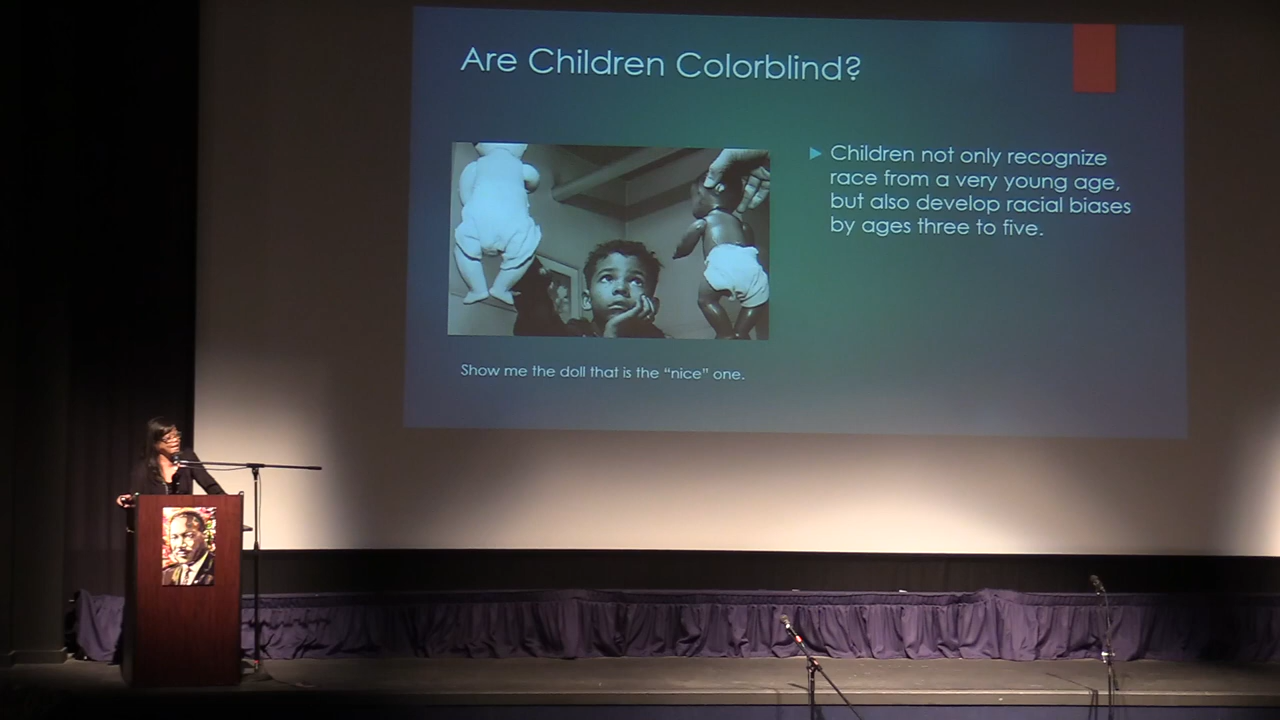 Are Children Colorblind?
Children not only recognize
race from a very young age,
but also develop racial biases
by ages three to five.
Show me the doll that is the “nice” one.